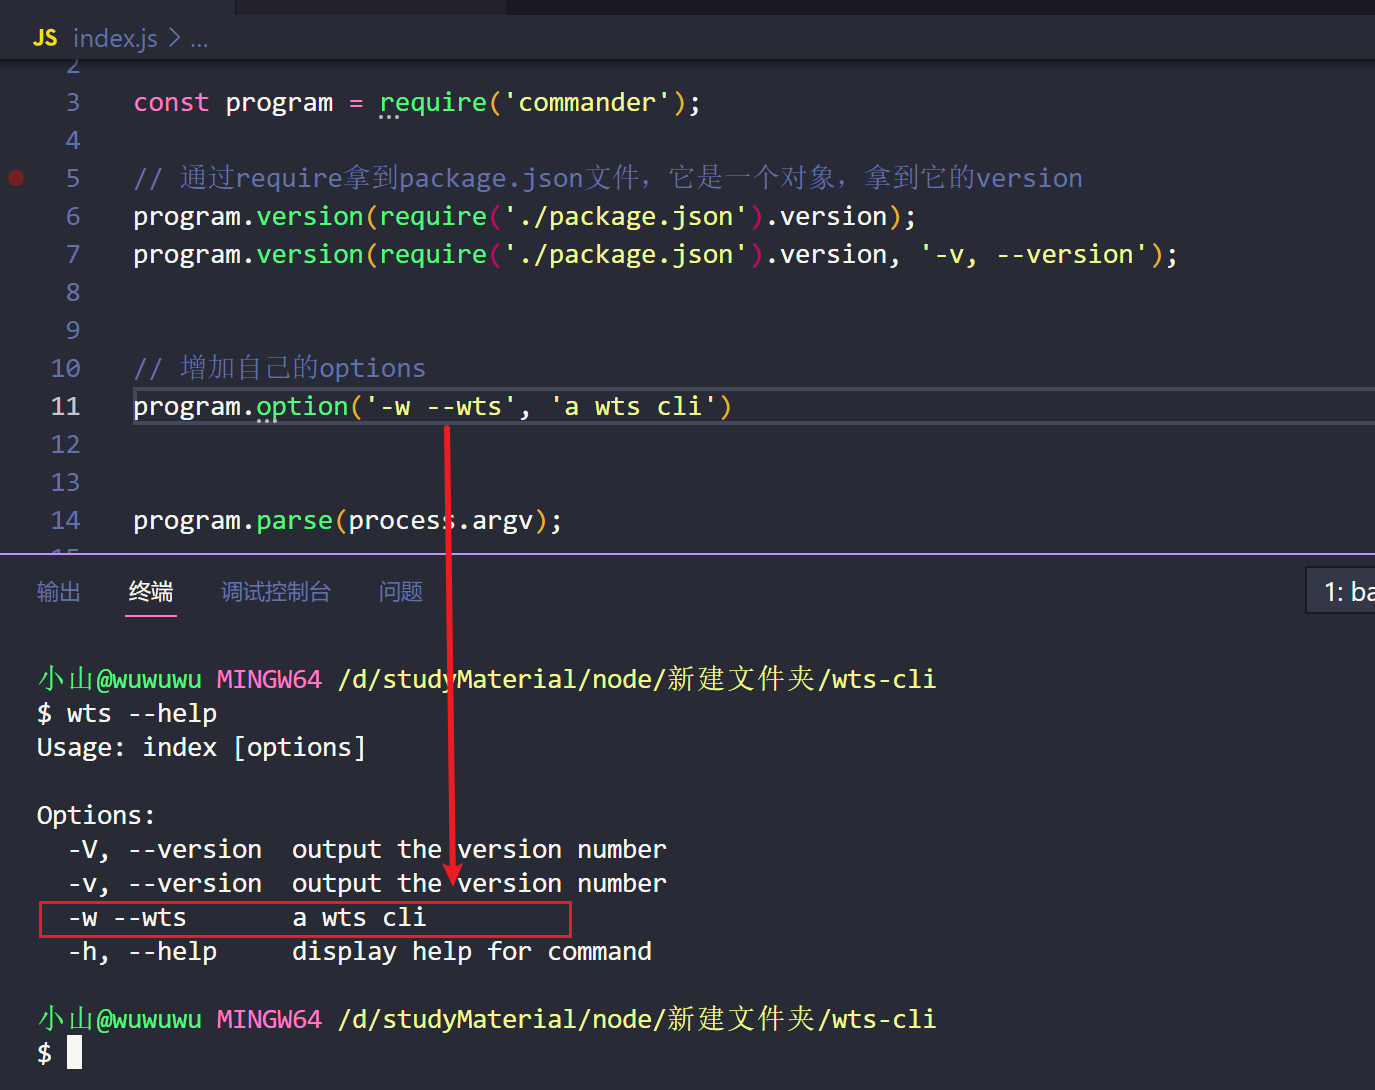 JS index.js > ...
2
3 const program = require('commander');
4
5 // 通过require拿到package.json文件，它是一个对象，拿到它的version
6 program.version(require('./package.json').version);
7 program.version(require('./package.json').version, '-v, --version');
8
9
10 // 增加自己的options
11 program.option('-w --wts', 'a wts cli')
12
13
14 program.parse(process.argv);
15
输出 终端 调试控制台 问题 1: ba
小山@wuwuwu MINGW64 /d/studyMaterial/node/新建文件夹/wts-cli
$ wts --help
Usage: index [options]
Options:
-V, --version output the version number
-v, --version output the version number
-w --wts a wts cli
-h, --help display help for command
小山@wuwuwu MINGW64 /d/studyMaterial/node/新建文件夹/wts-cli
$